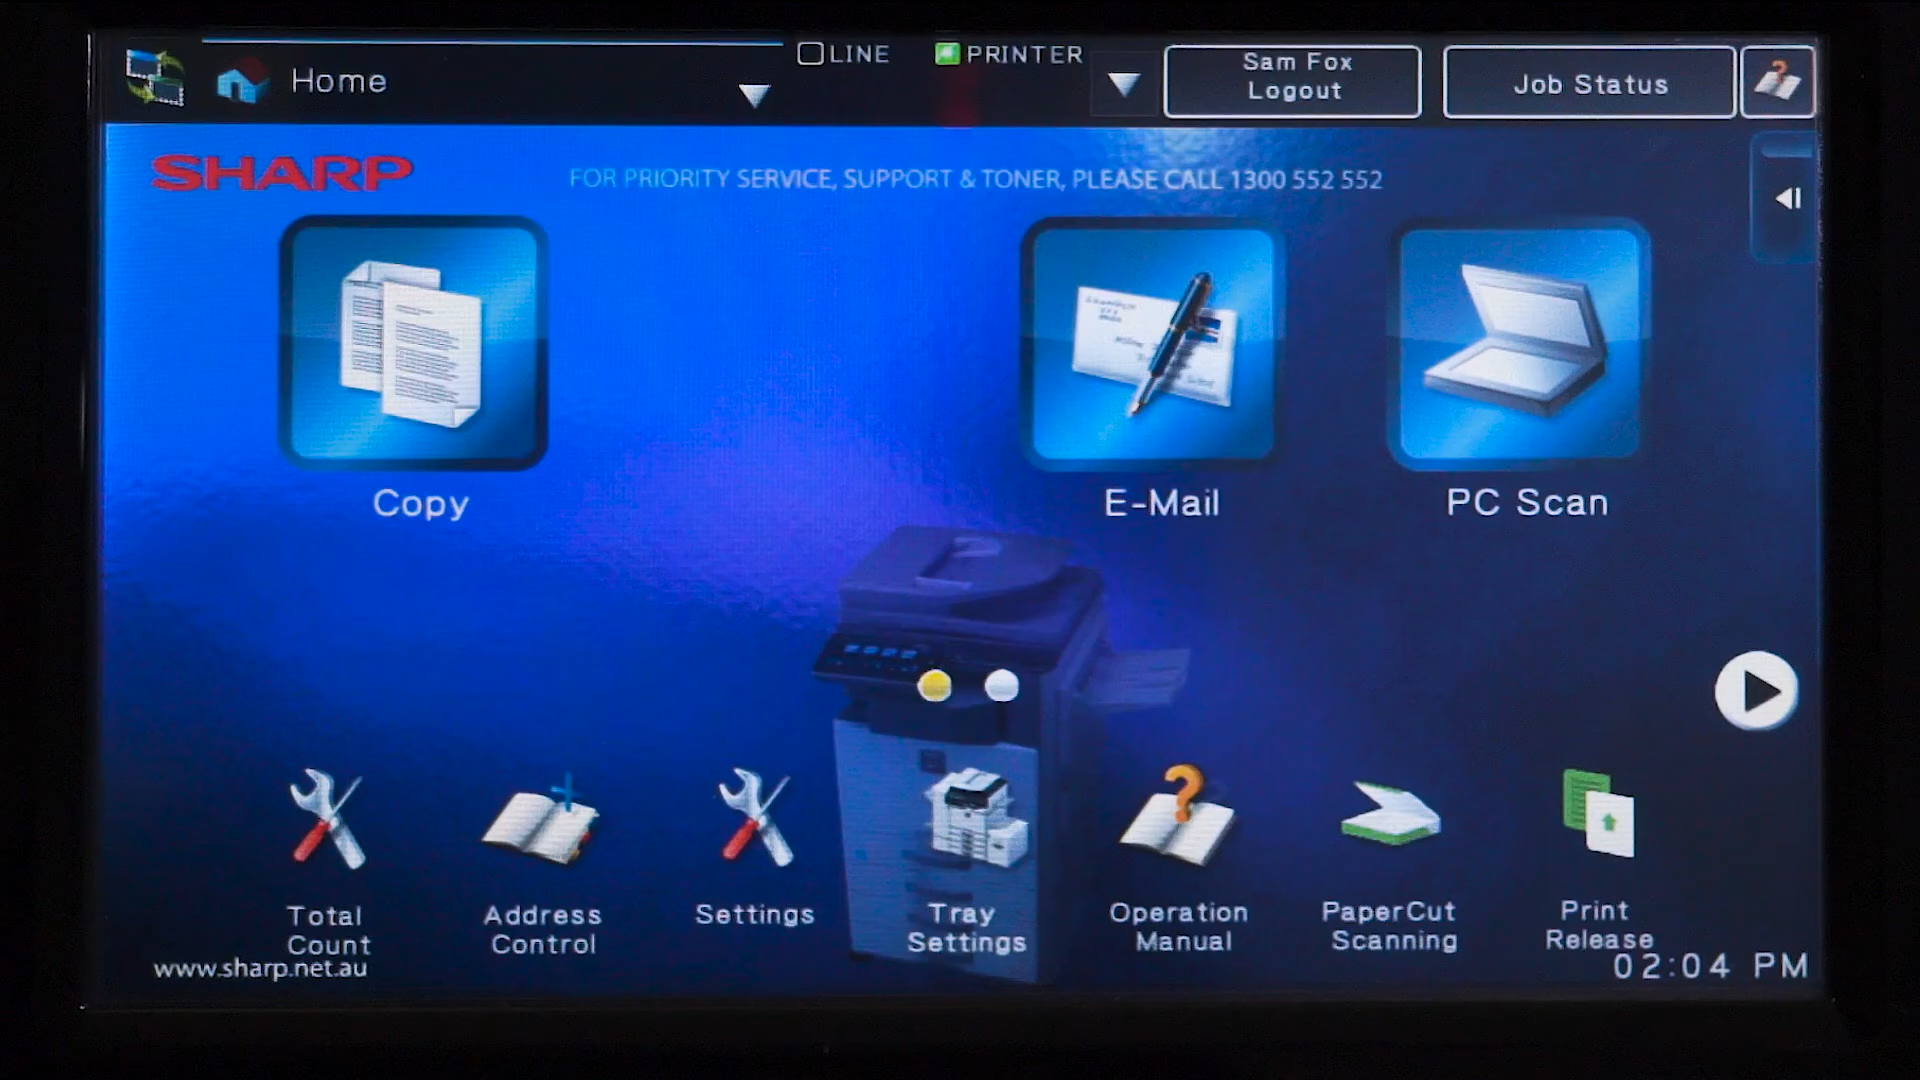 Home
LINE
PRINTER
Sam Fox
Logout
Job Status
SHARP
FOR PRIORITY SERVICE, SUPPORT & TONER, PLEASE CALL 1300 552 552
Copy
E-Mail
PC Scan
Total
Count
Address
Control
Settings
Tray
Settings
Operation
Manual
PaperCut
Scanning
Print
Release
www.sharp.net.au
02:04 PM